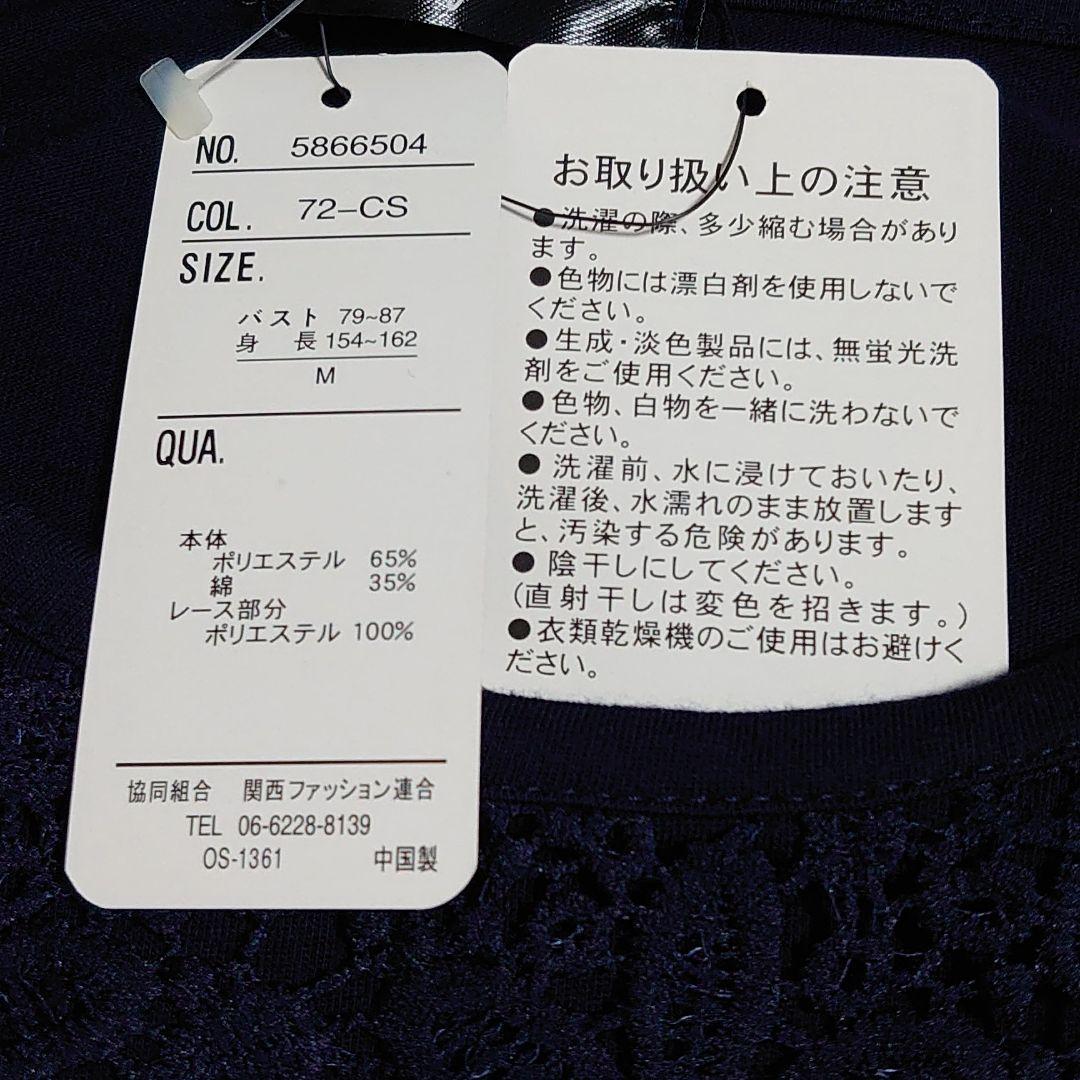 NO. 5866504
COL. 72-CS
SIZE.
バスト 79~87
身長 154~162
M
QUA.
本体
ポリエステル 65%
綿 35%
レース部分
ポリエステル 100%
協同組合 関西ファッション連合
TEL 06-6228-8139
OS-1361 中国製
お取り扱い上の注意
●洗濯の際、多少縮む場合があり
ます。
●色物には漂白剤を使用しないで
ください。
●生成・淡色製品には、無蛍光洗
剤をご使用ください。
●色物、白物を一緒に洗わないで
ください。
●洗濯前、水に浸けておいたり、
洗濯後、水濡れのまま放置します
と、汚染する危険があります。
●陰干しにしてください。
(直射干しは変色を招きます。)
●衣類乾燥機のご使用はお避けく
ださい。